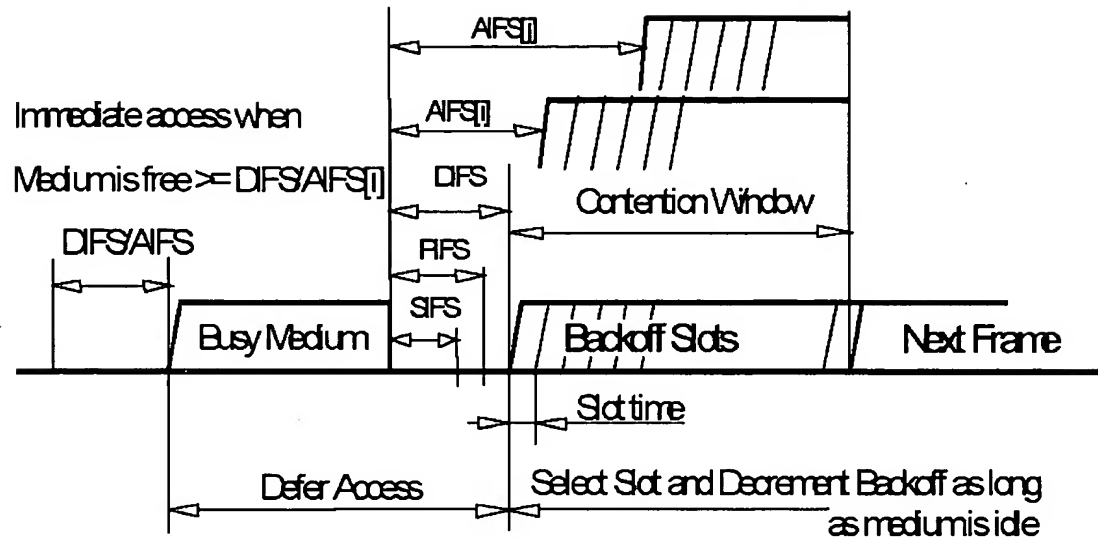 AIFS[j]
Immediate access when
AIFS[i]
Medium is free >= DIFS/AIFS[i]
DIFS
Contention Window
DIFS/AIFS
PIFS
SIFS
Busy Medium
Backoff Slots
Next Frame
Slot time
Defer Access
Select Slot and Decrement Backoff as long
as medium is idle